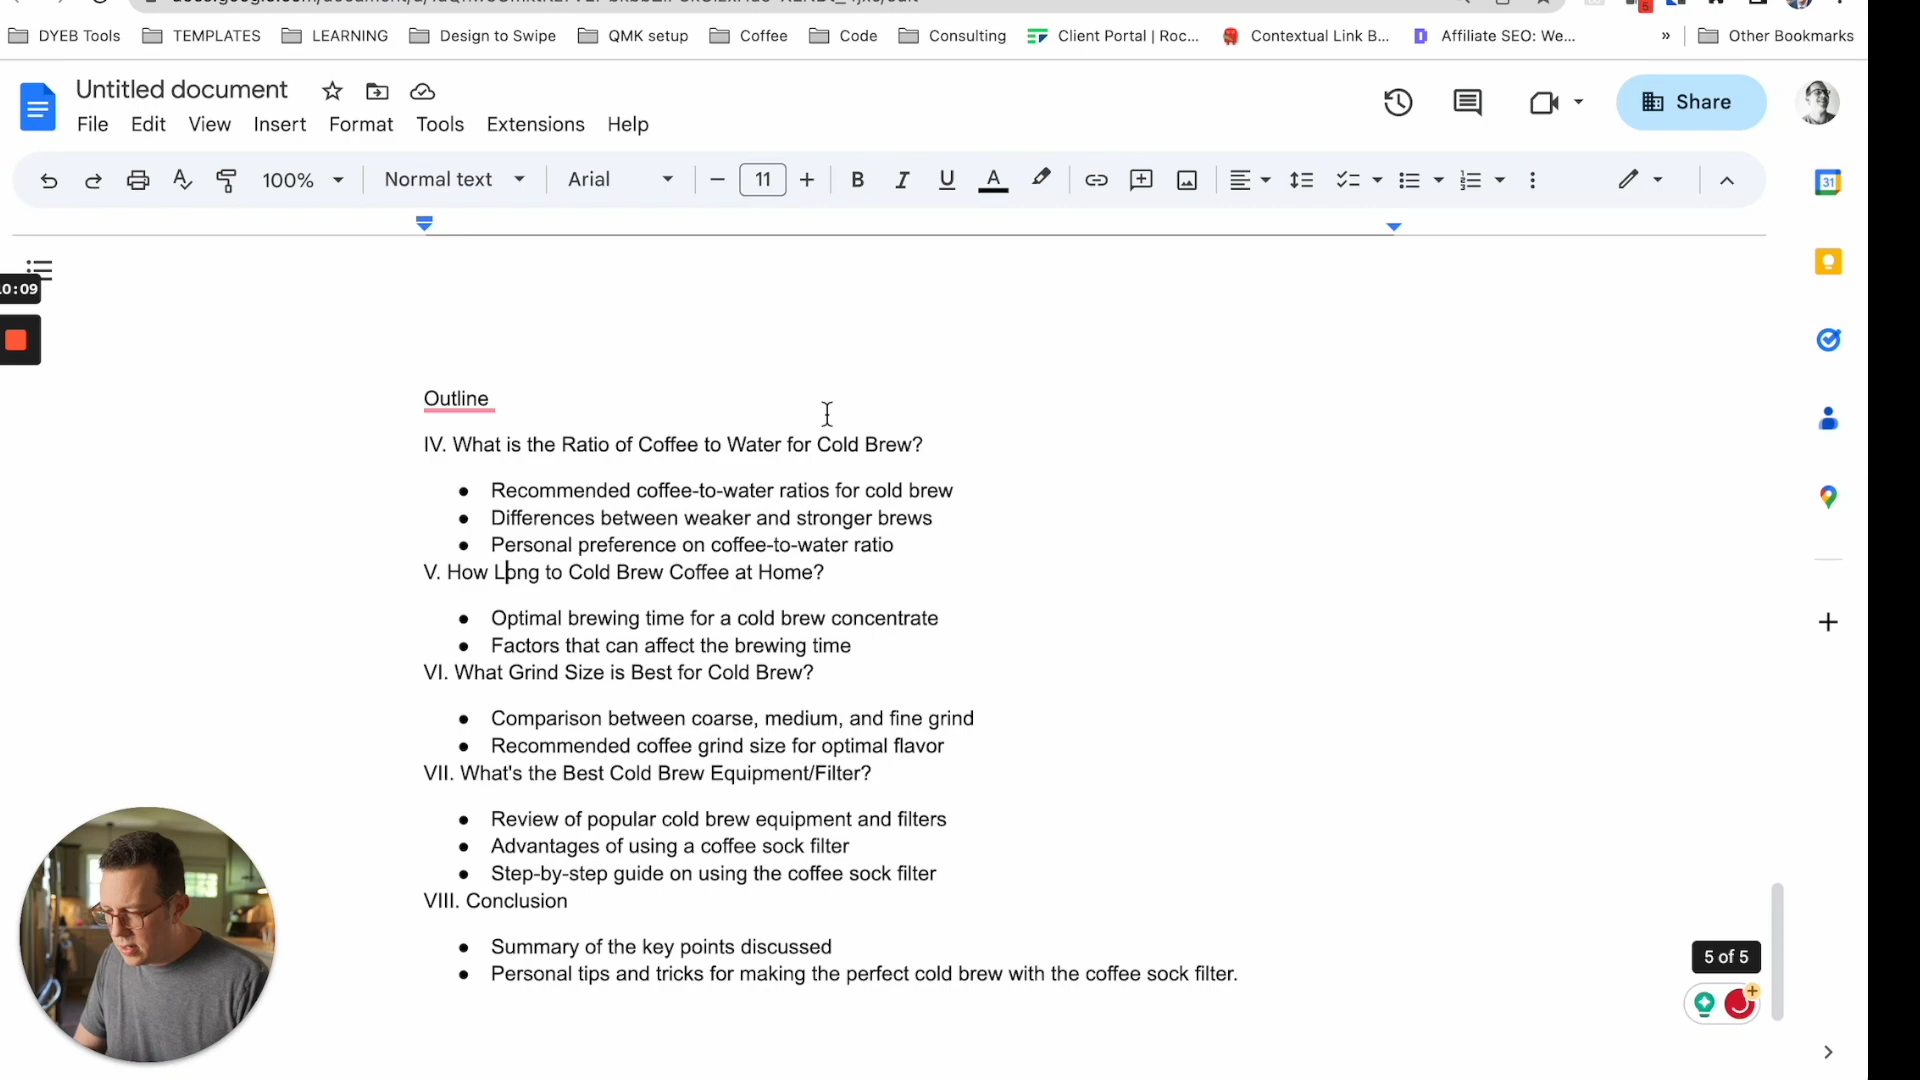 DYEB Tools
TEMPLATES
LEARNING
Design to Swipe
QMK setup
Coffee
Code
Consulting
Client Portal | Roc...
Contextual Link B...
Affiliate SEO: We...
»
Other Bookmarks
Untitled document
Share
File Edit View Insert Format Tools Extensions Help
100% Normal text Arial − 11 + B I U A
31
0:09
Outline
IV. What is the Ratio of Coffee to Water for Cold Brew?
● Recommended coffee-to-water ratios for cold brew
● Differences between weaker and stronger brews
● Personal preference on coffee-to-water ratio
V. How Long to Cold Brew Coffee at Home?
● Optimal brewing time for a cold brew concentrate
● Factors that can affect the brewing time
VI. What Grind Size is Best for Cold Brew?
● Comparison between coarse, medium, and fine grind
● Recommended coffee grind size for optimal flavor
VII. What's the Best Cold Brew Equipment/Filter?
● Review of popular cold brew equipment and filters
● Advantages of using a coffee sock filter
● Step-by-step guide on using the coffee sock filter
VIII. Conclusion
● Summary of the key points discussed
● Personal tips and tricks for making the perfect cold brew with the coffee sock filter.
5 of 5